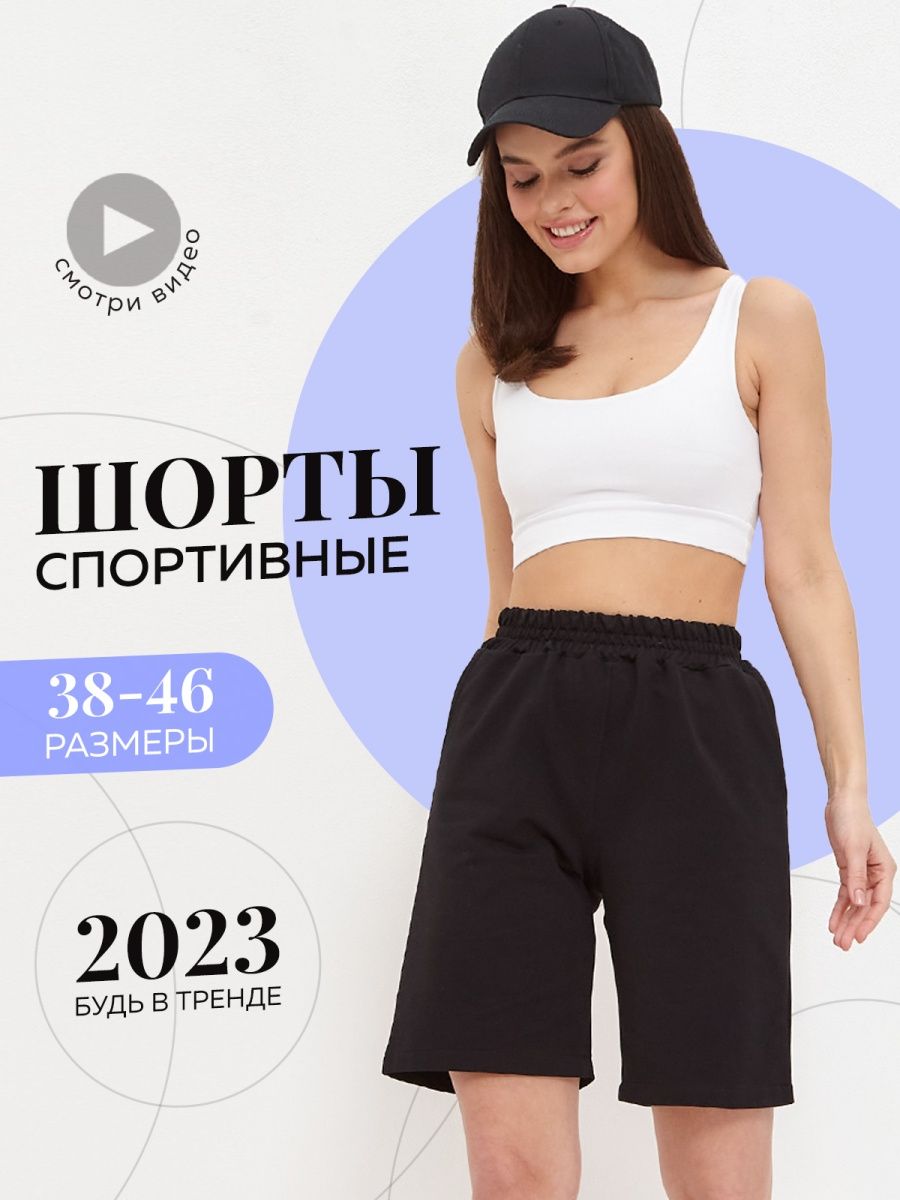 смотри видео
ШОРТЫ
СПОРТИВНЫЕ
38-46
РАЗМЕРЫ
2023
БУДЬ В ТРЕНДЕ